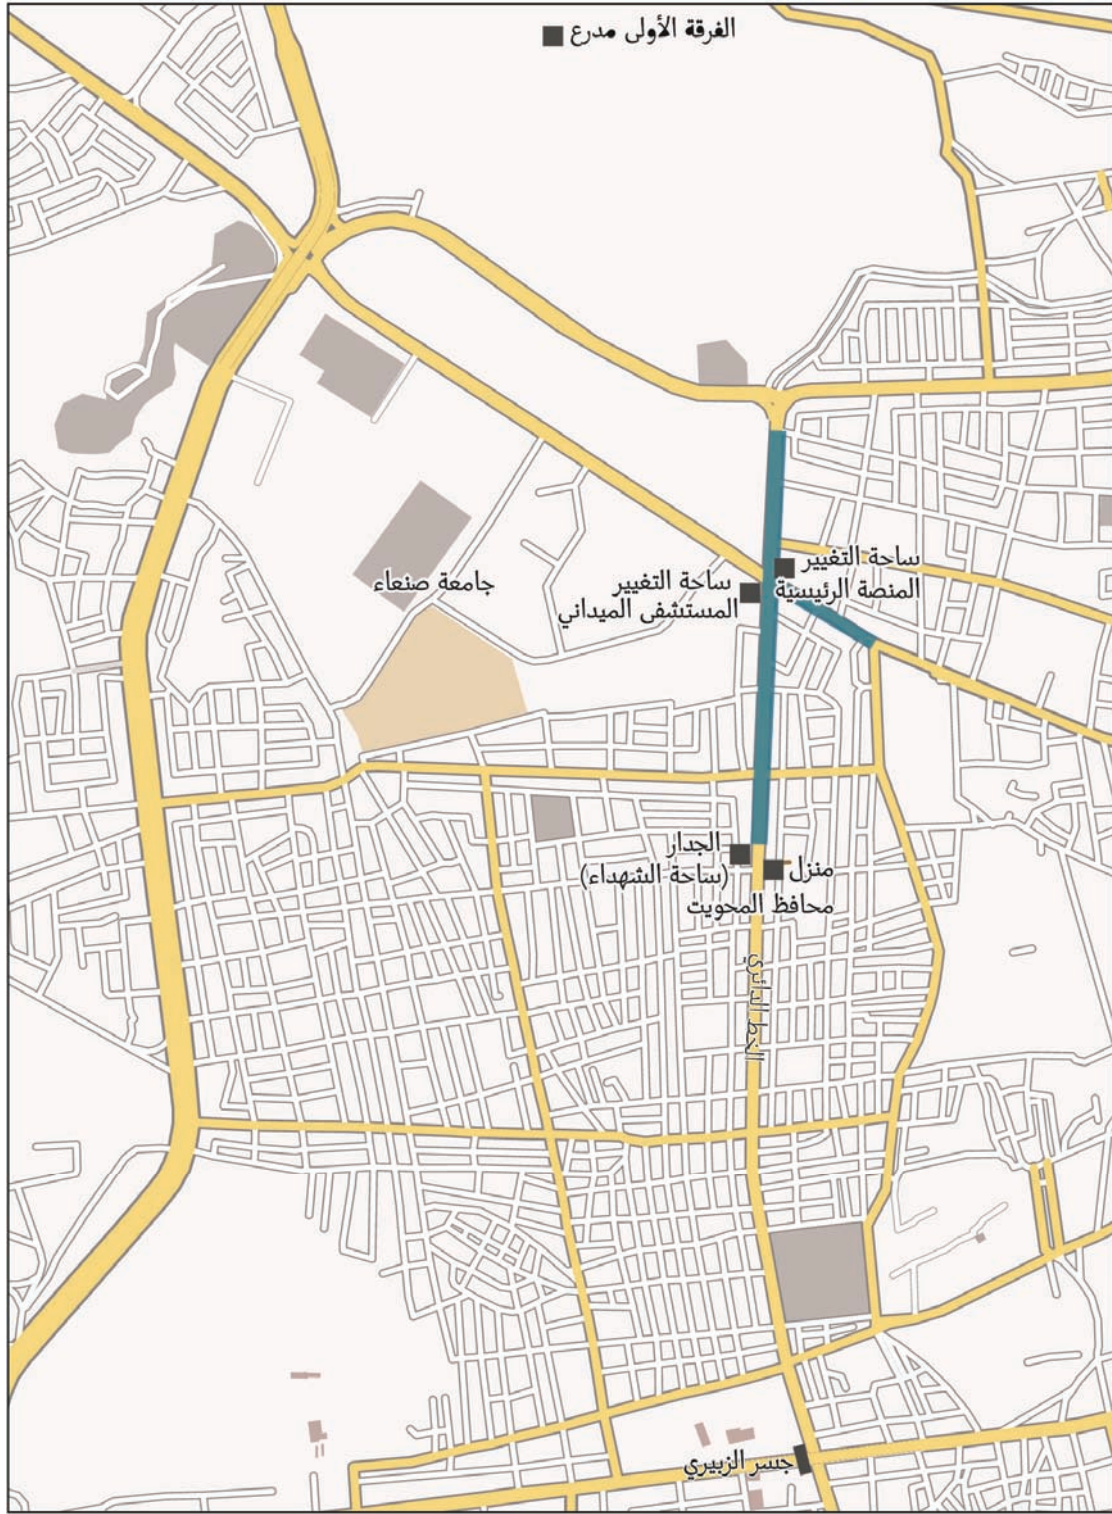 الفرقة الأولى مدرع
ساحة التغيير
المنصة الرئيسية
ساحة التغيير
المستشفى الميداني
جامعة صنعاء
الجدار
(ساحة الشهداء)
منزل
محافظ المحويت
الخط الدائري
جسر الزبيري